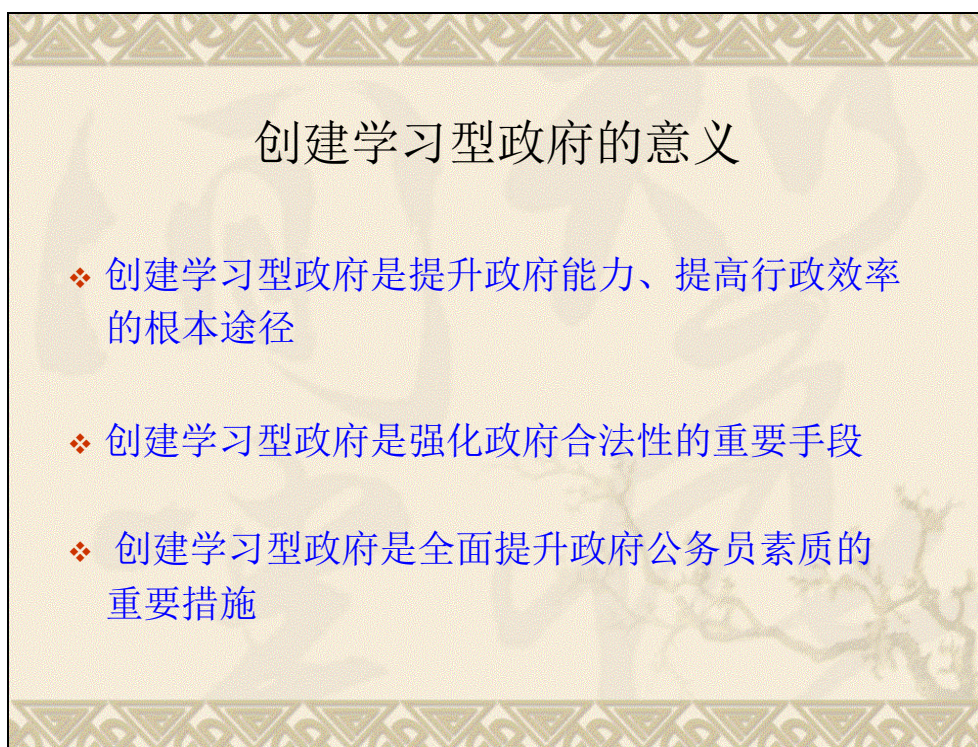 创建学习型政府的意义
创建学习型政府是提升政府能力、提高行政效率
的根本途径
创建学习型政府是强化政府合法性的重要手段
创建学习型政府是全面提升政府公务员素质的
重要措施